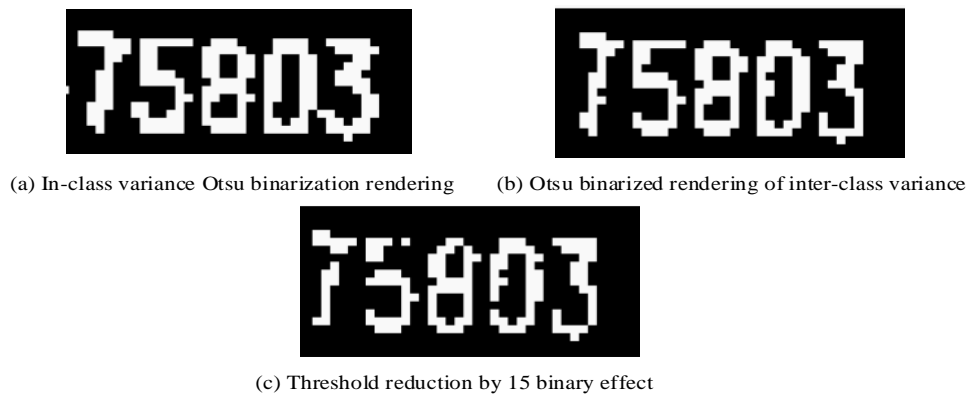 75803
75803
(a) In-class variance Otsu binarization rendering
(b) Otsu binarized rendering of inter-class variance
75803
(c) Threshold reduction by 15 binary effect